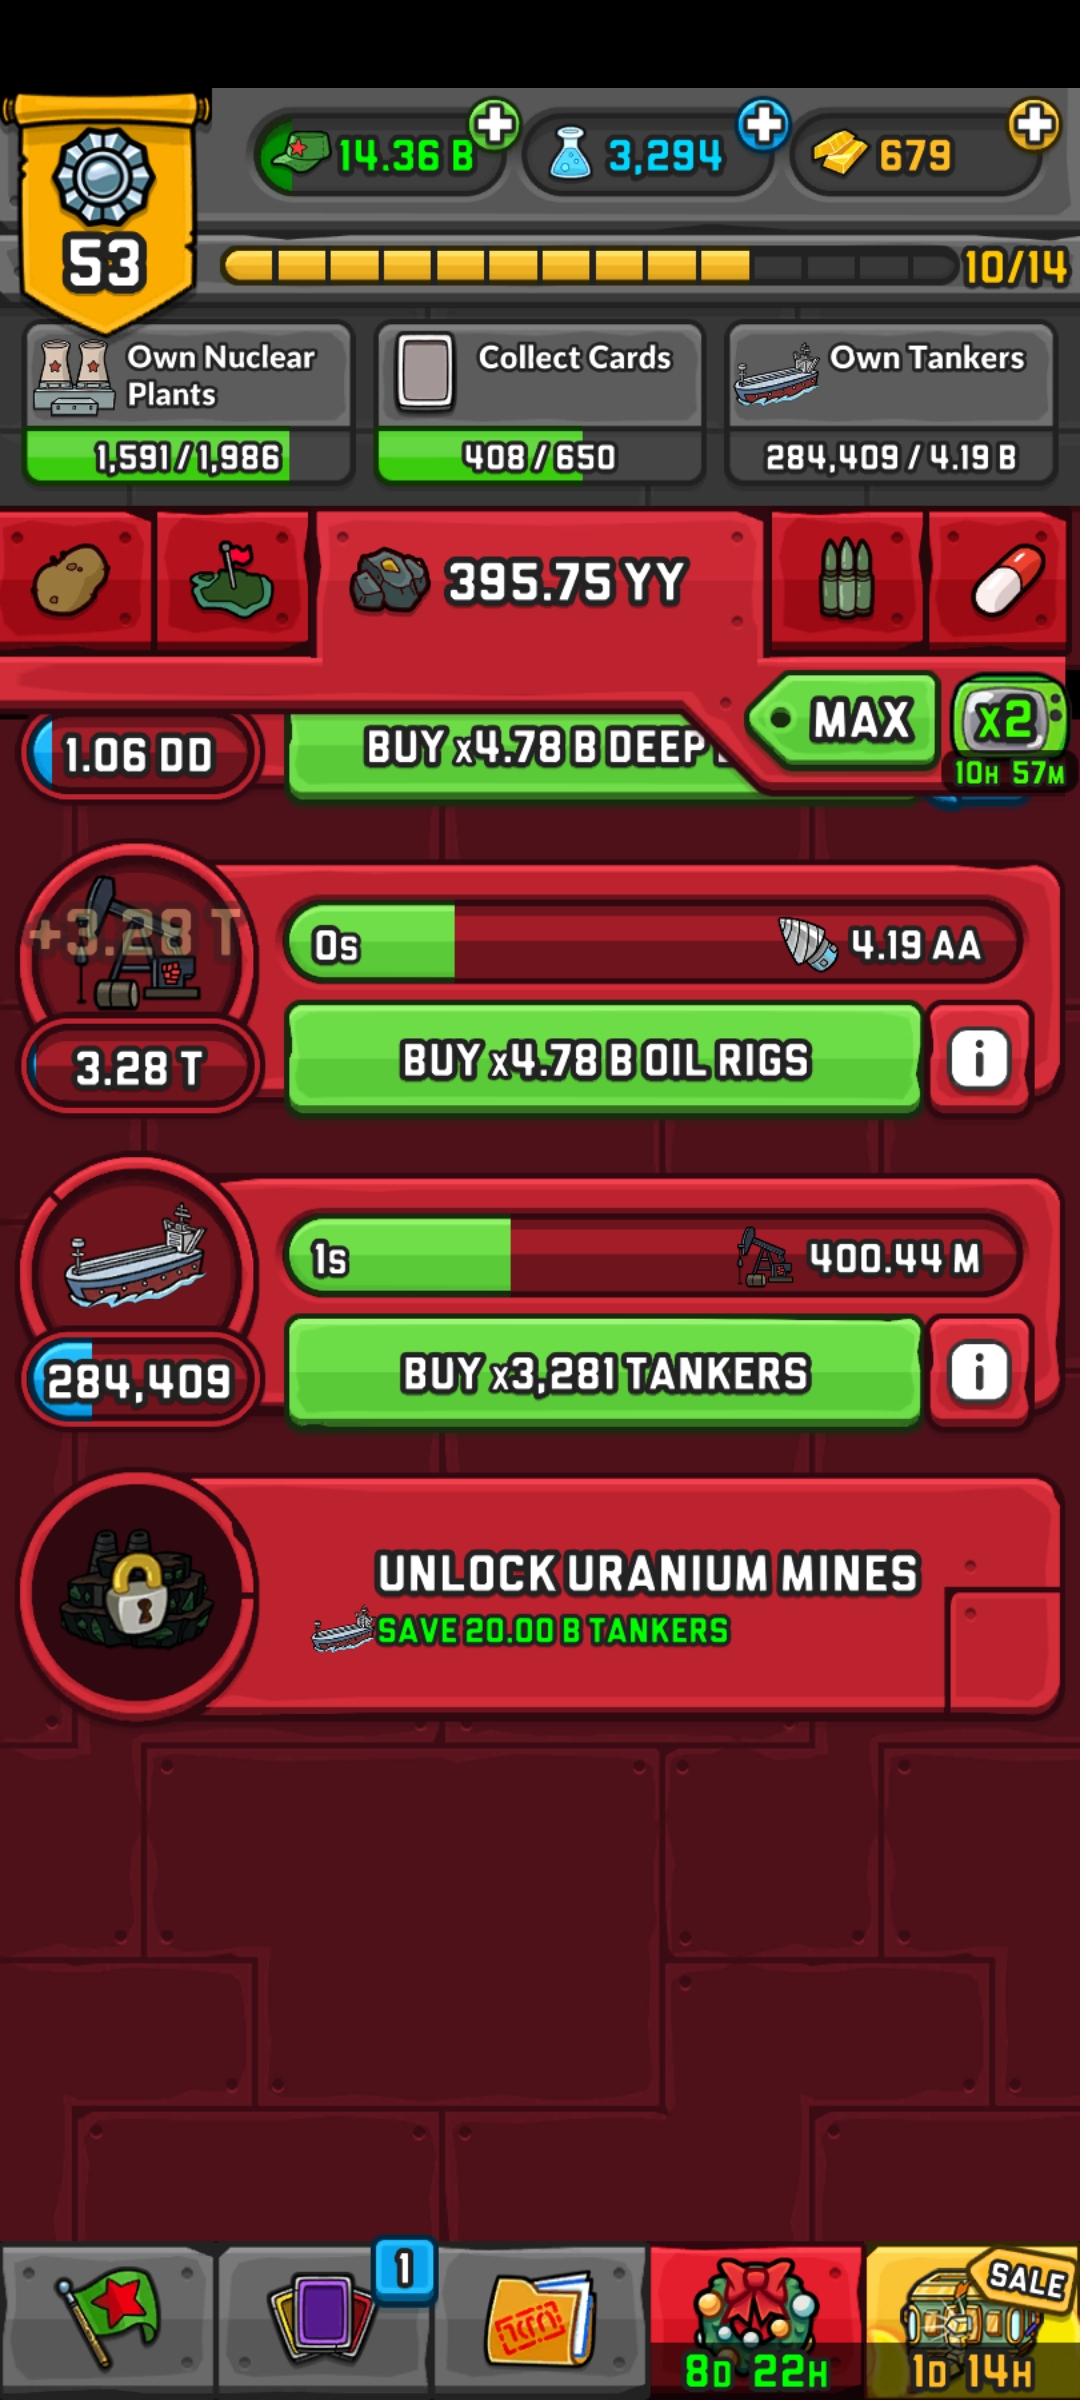 14.36 B
3,294
679
53
10/14
Own Nuclear
Plants
1,591/1,986
Collect Cards
408/650
Own Tankers
284,409/4.19 B
395.75 YY
MAX
x2
10H 57M
1.06 DD
BUY x4.78 B DEEP
+3.28 T
0s
4.19 AA
3.28 T
BUY x4.78 B OIL RIGS
i
1s
400.44 M
284,409
BUY x3,281 TANKERS
i
UNLOCK URANIUM MINES
SAVE 20.00 B TANKERS
1
SALE
8D 22H
1D 14H